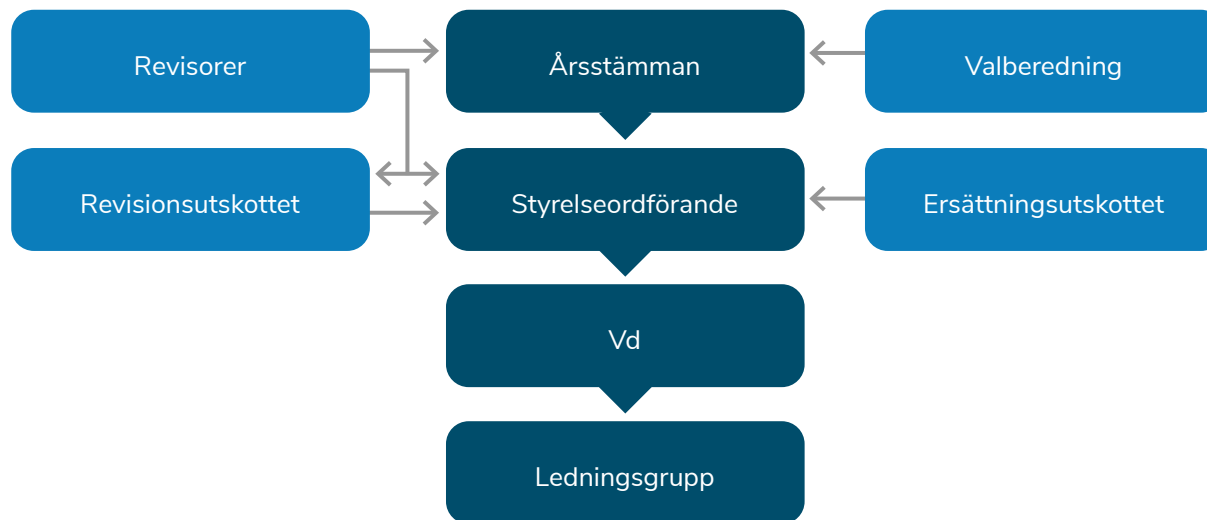 Revisorer
Årsstämman
Valberedning
Revisionsutskottet
Styrelseordförande
Ersättningsutskottet
Vd
Ledningsgrupp